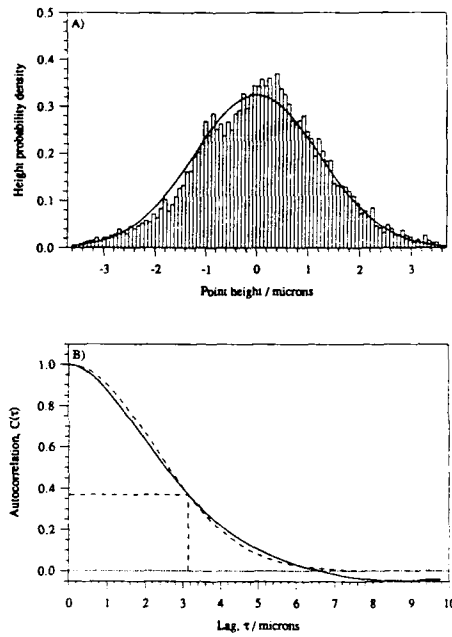 A)
Height probability density
0.5
0.4
0.3
0.2
0.1
0.0
-3 -2 -1 0 1 2 3
Point height / microns
B)
Autocorrelation, C(τ)
1.0
0.8
0.6
0.4
0.2
0.0
0 1 2 3 4 5 6 7 8 9 10
Lag, τ / microns